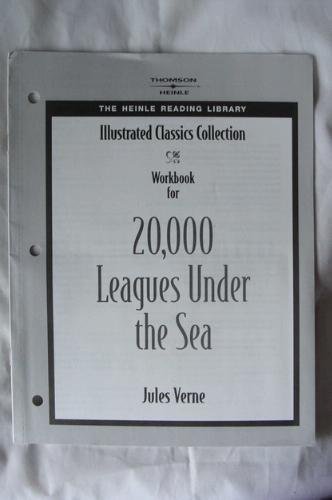 THOMSON
HEINLE
THE HEINLE READING LIBRARY
Illustrated Classics Collection
Workbook
for
20,000
Leagues Under
the Sea
Jules Verne